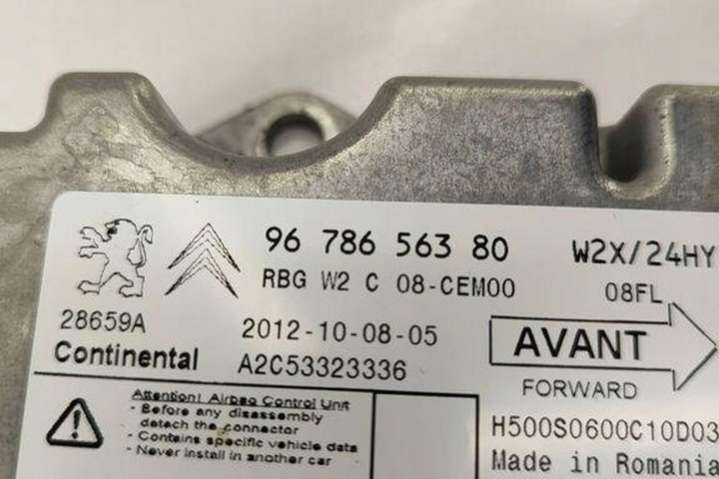 96 786 563 80
W2X/24HY
RBG W2 C 08-CEM00
08FL
28659A
2012-10-08-05
AVANT
Continental
A2C53323336
FORWARD
Attention! Airbag Control Unit
- Before any disassembly
detach the connector
- Contains specific vehicle data
- Never install in another car
H500S0600C10D03
Made in Romania